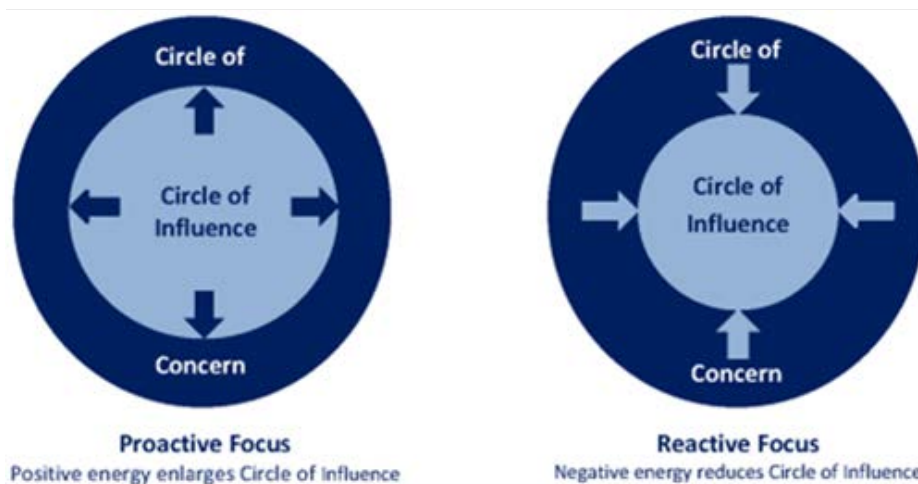 Circle of
Circle of
Influence
Concern
Proactive Focus
Positive energy enlarges Circle of Influence
Circle of
Circle of
Influence
Concern
Reactive Focus
Negative energy reduces Circle of Influence